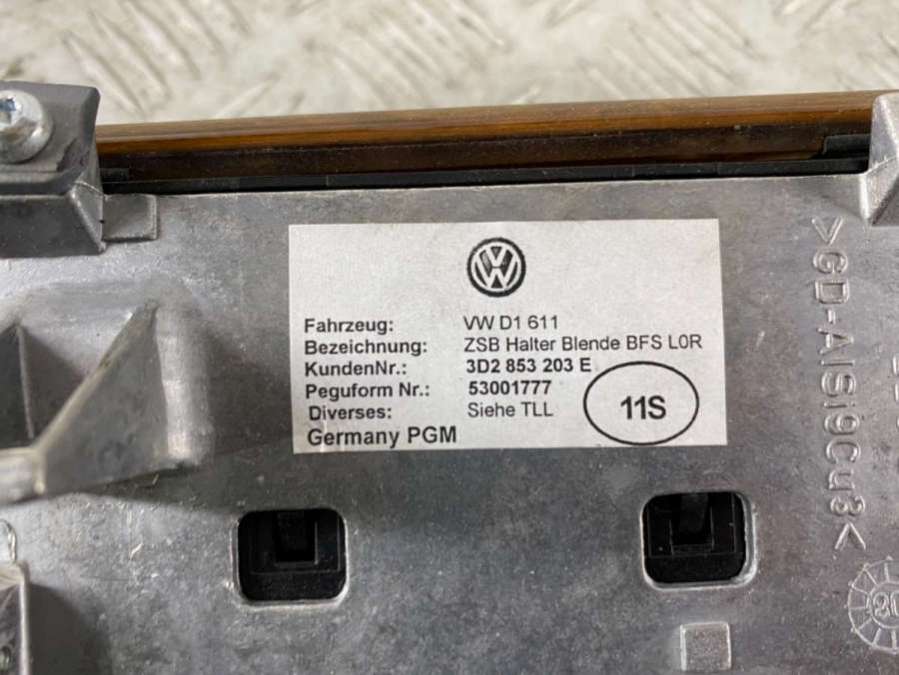 Fahrzeug: VW D1 611
Bezeichnung: ZSB Halter Blende BFS L0R
KundenNr.: 3D2 853 203 E
Peguform Nr.: 53001777
Diverses: Siehe TLL
Germany PGM
11S
>GD-AlSi9Cu3<